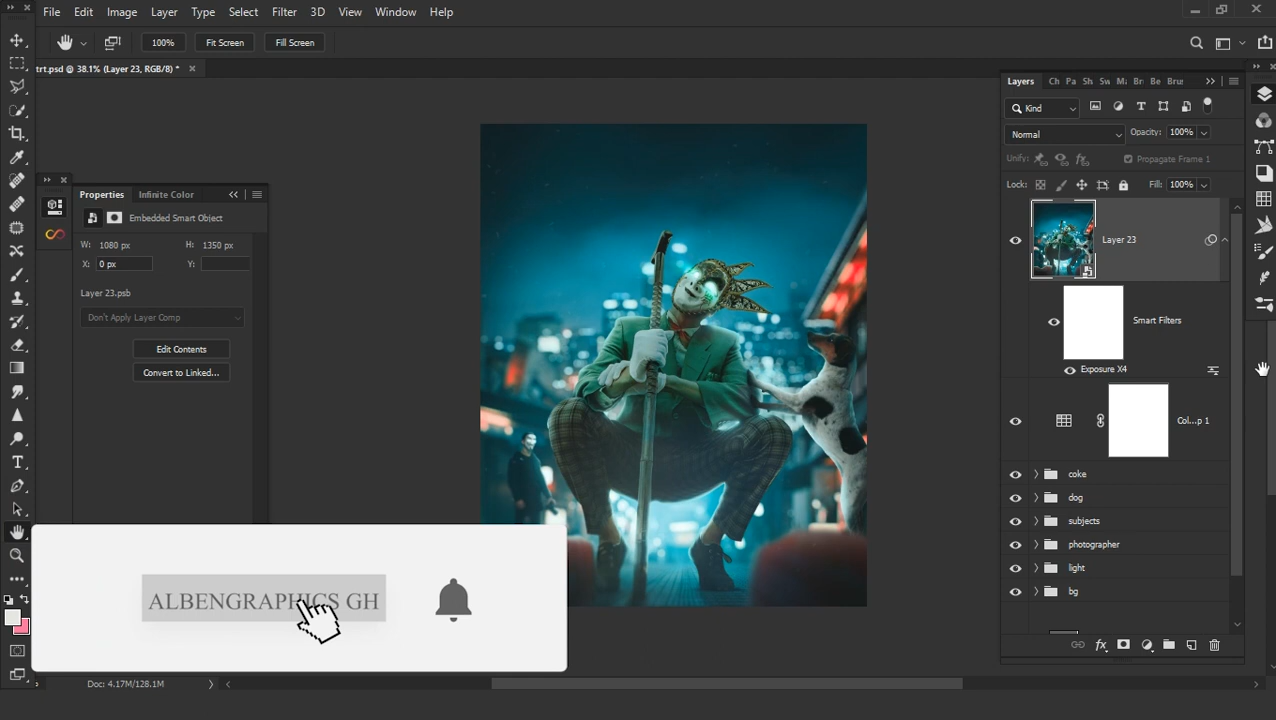 File Edit Image Layer Type Select Filter 3D View Window Help
100% Fit Screen Fill Screen
trt.psd @ 38.1% (Layer 23, RGB/8) *
Properties Infinite Color
Embedded Smart Object
W: 1080 px H: 1350 px
X: 0 px Y:
Layer 23.psb
Don't Apply Layer Comp
Edit Contents
Convert to Linked...
Layers Ch Pa Sh Sw Br Be Brus
Kind
Normal Opacity: 100%
Unify: Propagate Frame 1
Lock: Fill: 100%
Layer 23
Smart Filters
Exposure X4
Col...p 1
coke
dog
subjects
photographer
light
bg
ALBENGRAPHICS GH
Doc: 4.17M/128.1M